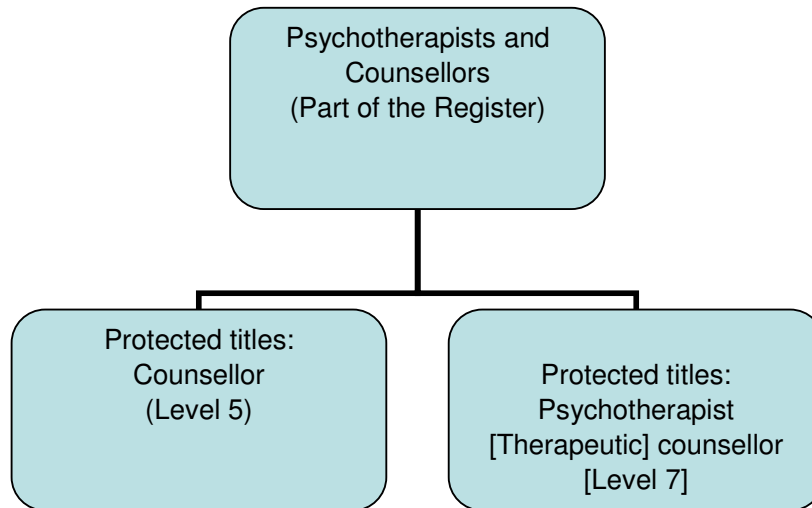 Psychotherapists and
Counsellors
(Part of the Register)
Protected titles:
Counsellor
(Level 5)
Protected titles:
Psychotherapist
[Therapeutic] counsellor
[Level 7]